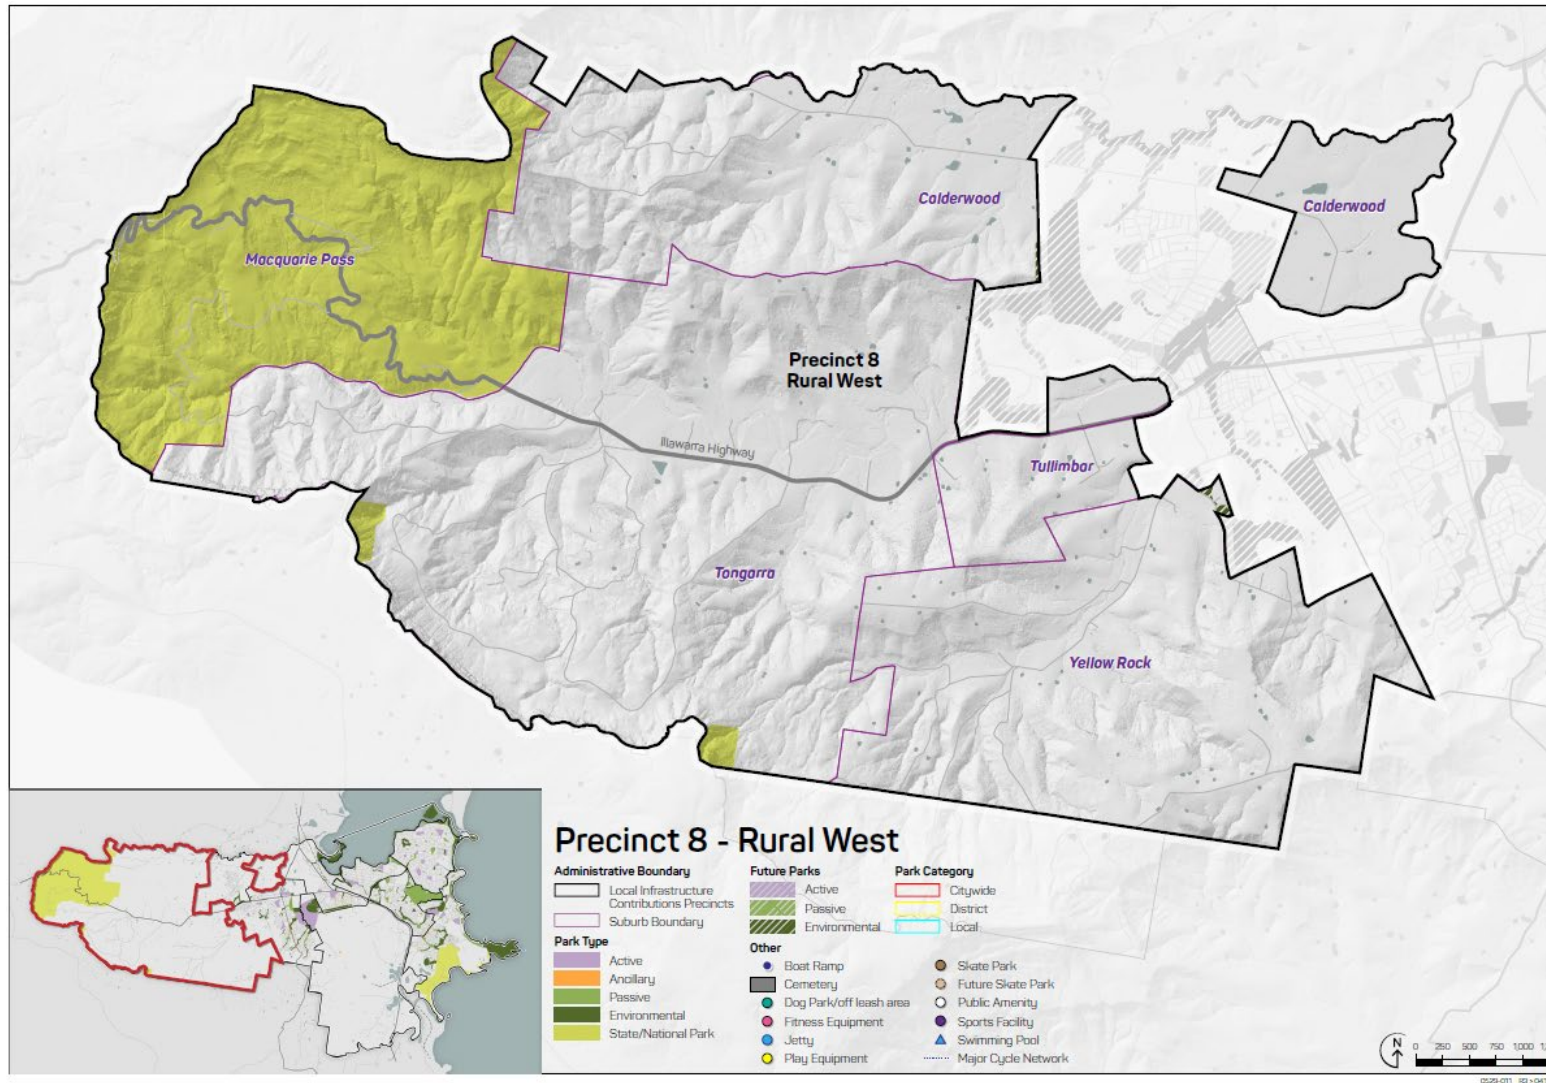 Calderwood
Calderwood
Macquarie Pass
Precinct 8
Rural West
Illawarra Highway
Tullimbar
Tongarra
Yellow Rock
Precinct 8 - Rural West
Administrative Boundary
Local Infrastructure
Contributions Precincts
Suburb Boundary
Park Type
Active
Ancillary
Passive
Environmental
State/National Park
Future Parks
Active
Passive
Environmental
Park Category
Citywide
District
Local
Other
Boat Ramp
Cemetery
Dog Park/off leash area
Fitness Equipment
Jetty
Play Equipment
Skate Park
Future Skate Park
Public Amenity
Sports Facility
Swimming Pool
Major Cycle Network
N
0 250 500 750 1,000